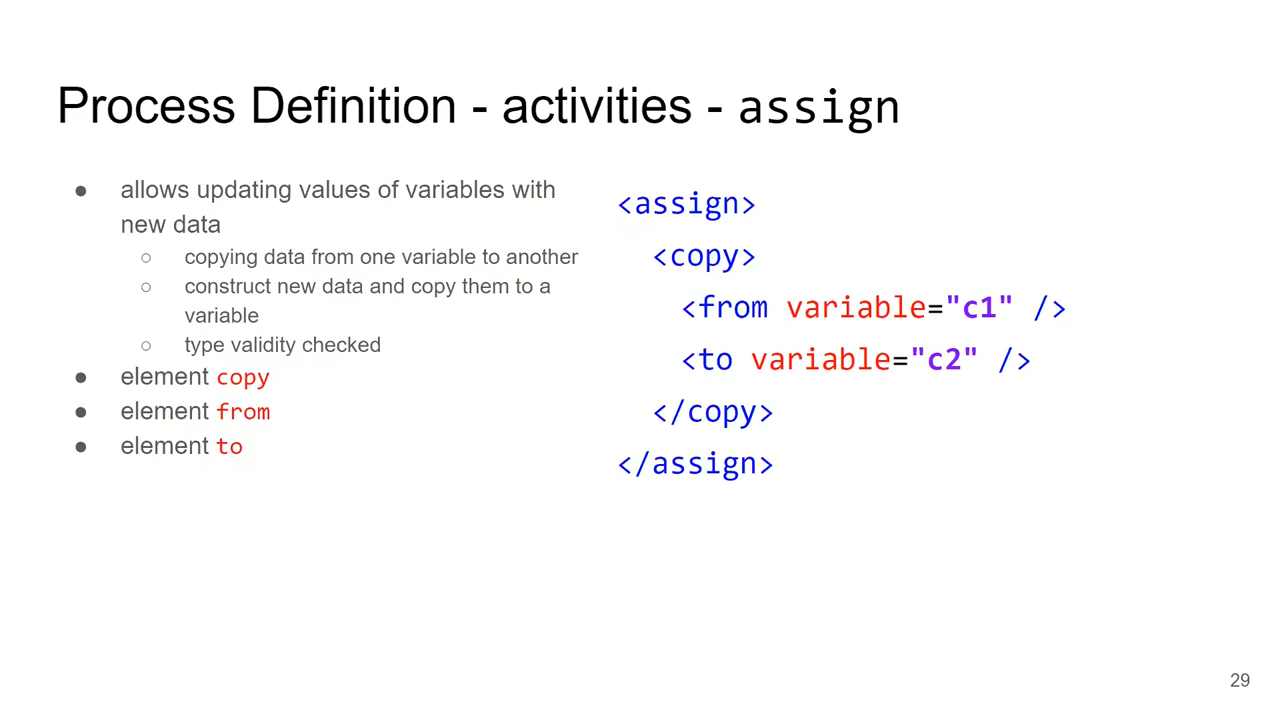 Process Definition - activities - assign
● allows updating values of variables with
new data
○ copying data from one variable to another
○ construct new data and copy them to a
variable
○ type validity checked
● element copy
● element from
● element to
<assign>
<copy>
<from variable="c1" />
<to variable="c2" />
</copy>
</assign>
29